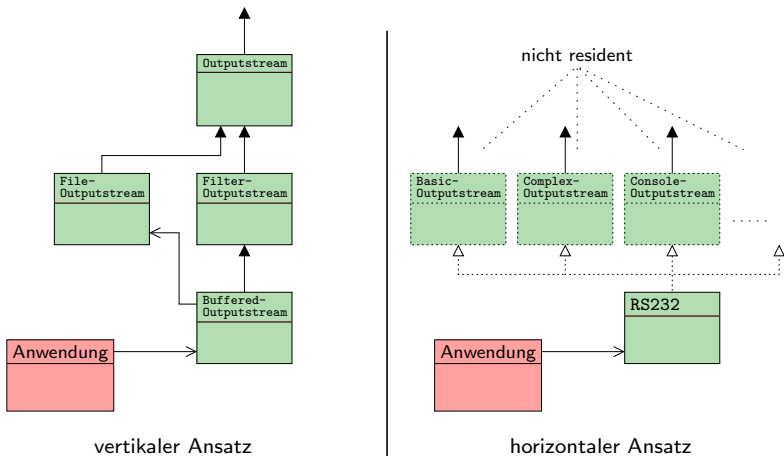 Outputstream
File-
Outputstream
Filter-
Outputstream
Buffered-
Outputstream
Anwendung
vertikaler Ansatz
nicht resident
Basic-
Outputstream
Complex-
Outputstream
Console-
Outputstream
RS232
Anwendung
horizontaler Ansatz